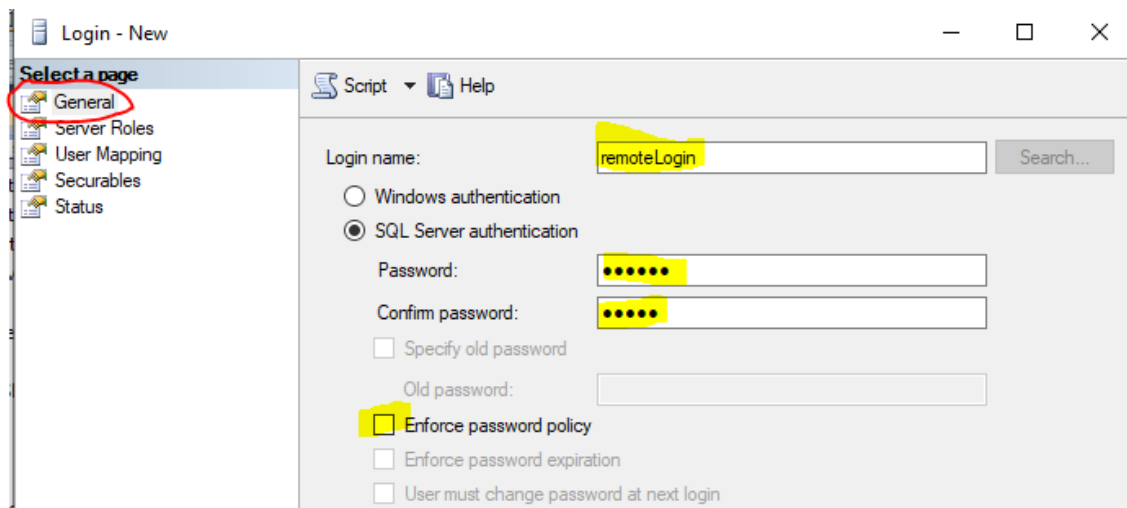 Login - New
Select a page
General
Server Roles
User Mapping
Securables
Status
Script Help
Login name: remoteLogin Search...
Windows authentication
SQL Server authentication
Password: ●●●●●●
Confirm password: ●●●●●
Specify old password
Old password:
Enforce password policy
Enforce password expiration
User must change password at next login